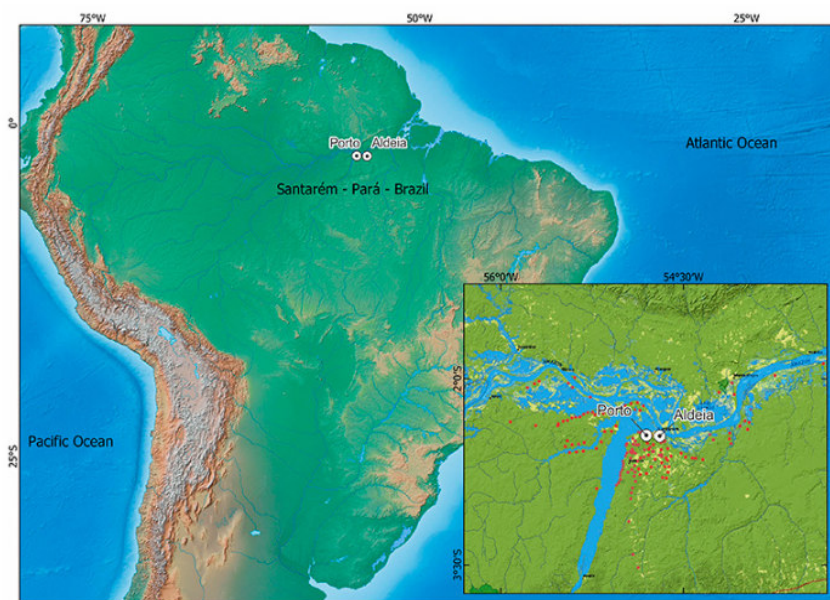 75°W
50°W
25°W
0°
Porto Aldeia
Atlantic Ocean
Santarém - Pará - Brazil
56°0'W
54°30'W
2°0'S
Porto
Aldeia
Pacific Ocean
25°S
3°30'S